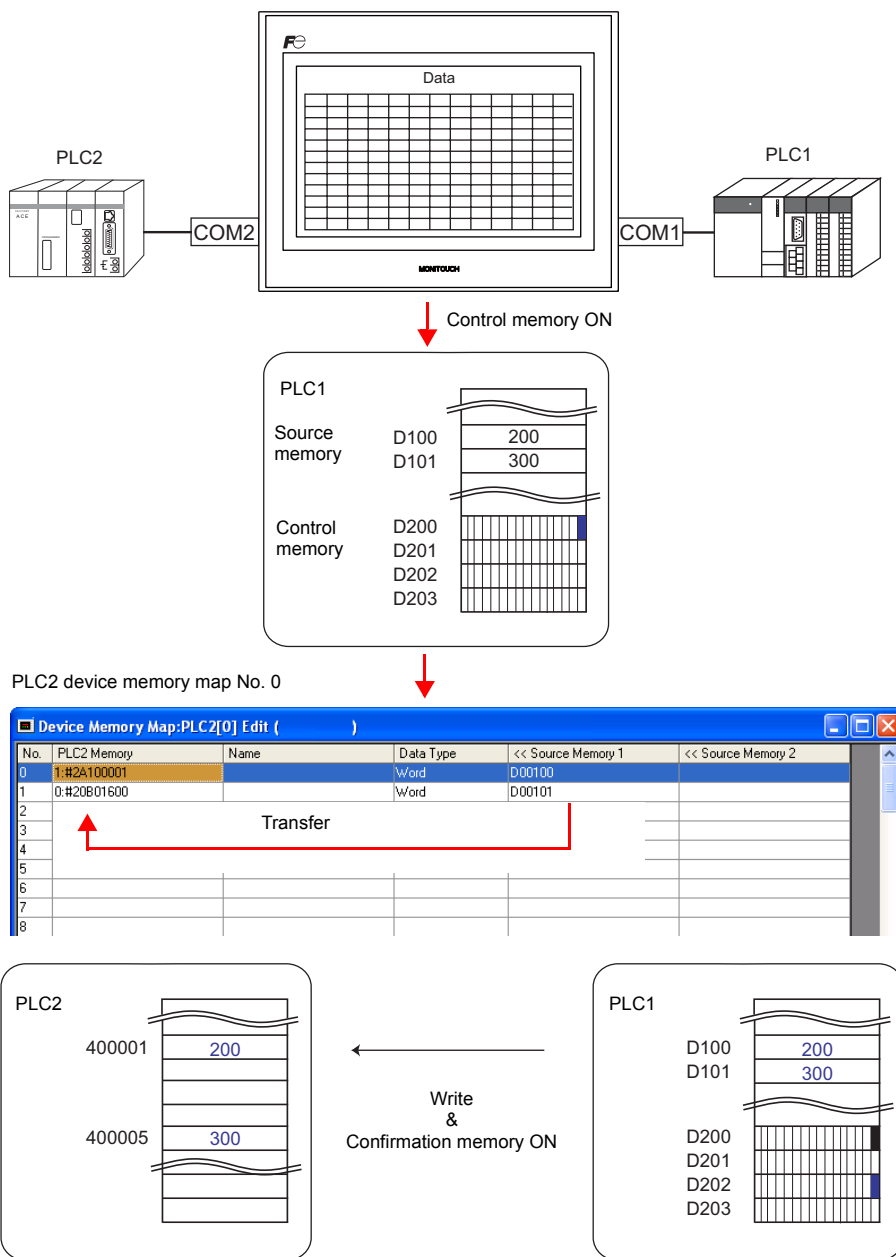 Fe
Data
PLC2
PLC1
ACE
COM2
COM1
MONITOUCH
Control memory ON
PLC1
Source
memory
D100 200
D101 300
Control
memory
D200
D201
D202
D203
PLC2 device memory map No. 0
Device Memory Map:PLC2[0] Edit ( )
No. PLC2 Memory Name Data Type << Source Memory 1 << Source Memory 2
0 1:#2A100001 Word D00100
1 0:#20B01600 Word D00101
2
Transfer
3
4
5
6
7
8
PLC2
400001 200
400005 300
Write
&
Confirmation memory ON
PLC1
D100 200
D101 300
D200
D201
D202
D203